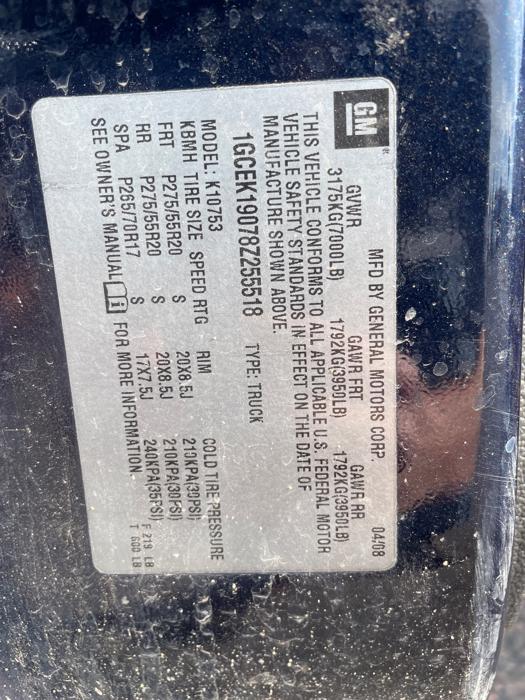 GM
MFD BY GENERAL MOTORS CORP. 04/08
GVWR GAWR FRT GAWR RR
3175KG(7000LB) 1792KG(3950LB) 1792KG(3950LB)
THIS VEHICLE CONFORMS TO ALL APPLICABLE U.S. FEDERAL MOTOR
VEHICLE SAFETY STANDARDS IN EFFECT ON THE DATE OF
MANUFACTURE SHOWN ABOVE.
1GCEK19078Z255518 TYPE: TRUCK
MODEL: K10753
KBMH TIRE SIZE SPEED RTG RIM COLD TIRE PRESSURE
FRT P275/55R20 S 20X8.5J 210KPA(30PSI)
RR P275/55R20 S 20X8.5J 210KPA(30PSI)
SPA P265/70R17 S 17X7.5J 240KPA(35PSI)
SEE OWNER'S MANUAL i FOR MORE INFORMATION
F 219 LB
T 600 LB